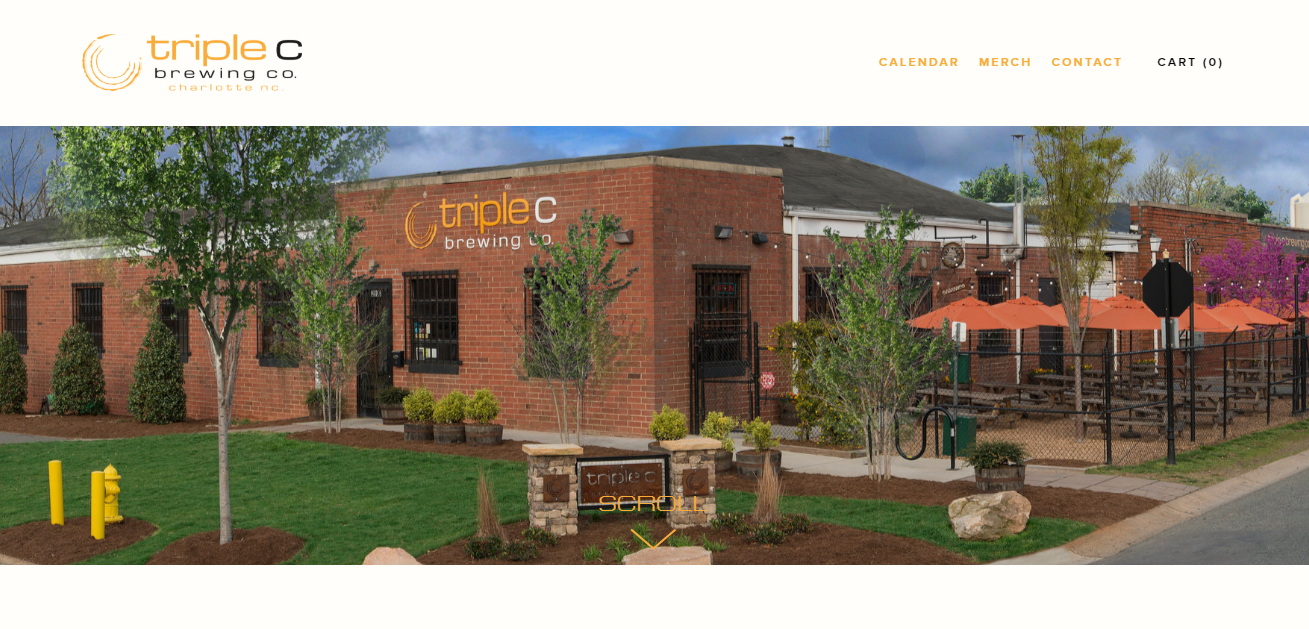 triple C
brewing co.
charlotte nc.
CALENDAR MERCH CONTACT CART (0)
triple C
brewing co.
triple c
SCROLL